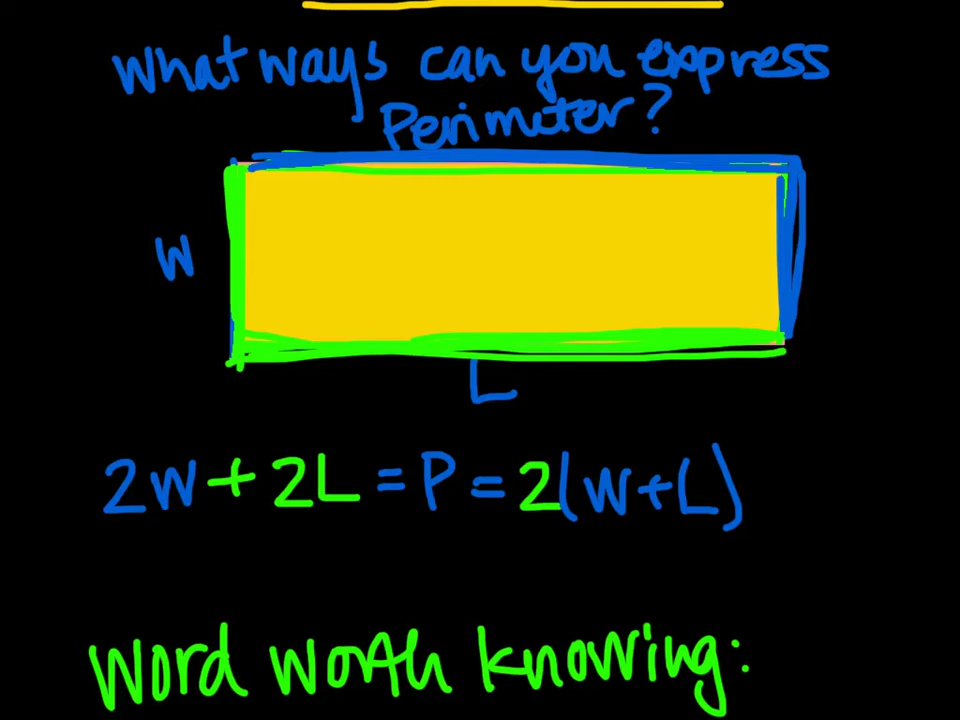 What ways can you express
Perimeter?
W
L
2W + 2L = P = 2(W+L)
Word worth knowing: